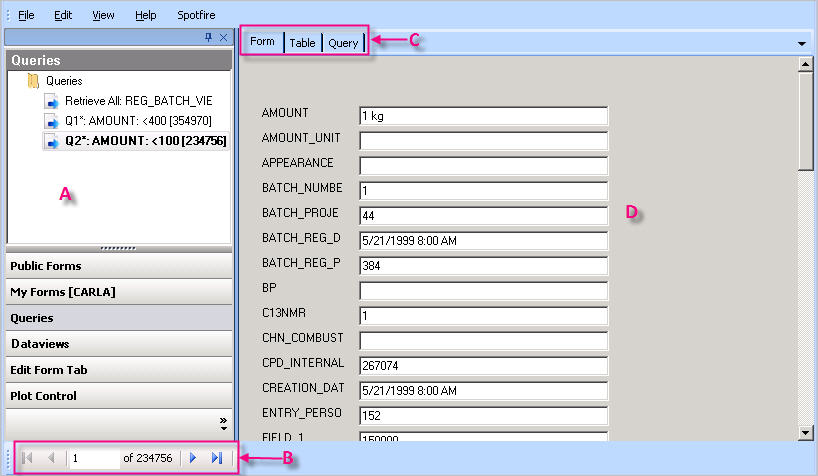 File Edit View Help Spotfire
Form Table Query
C
Queries
Queries
Retrieve All: REG_BATCH_VIE
Q1*: AMOUNT: <400 [354970]
Q2*: AMOUNT: <100 [234756]
A
Public Forms
My Forms [CARLA]
Queries
Dataviews
Edit Form Tab
Plot Control
»
1 of 234756
B
AMOUNT 1 kg
AMOUNT_UNIT
APPEARANCE
BATCH_NUMBE 1
BATCH_PROJE 44
BATCH_REG_D 5/21/1999 8:00 AM
BATCH_REG_P 384
BP
C13NMR 1
CHN_COMBUST
CPD_INTERNAL 267074
CREATION_DAT 5/21/1999 8:00 AM
ENTRY_PERSO 152
FIELD_1 150000
D